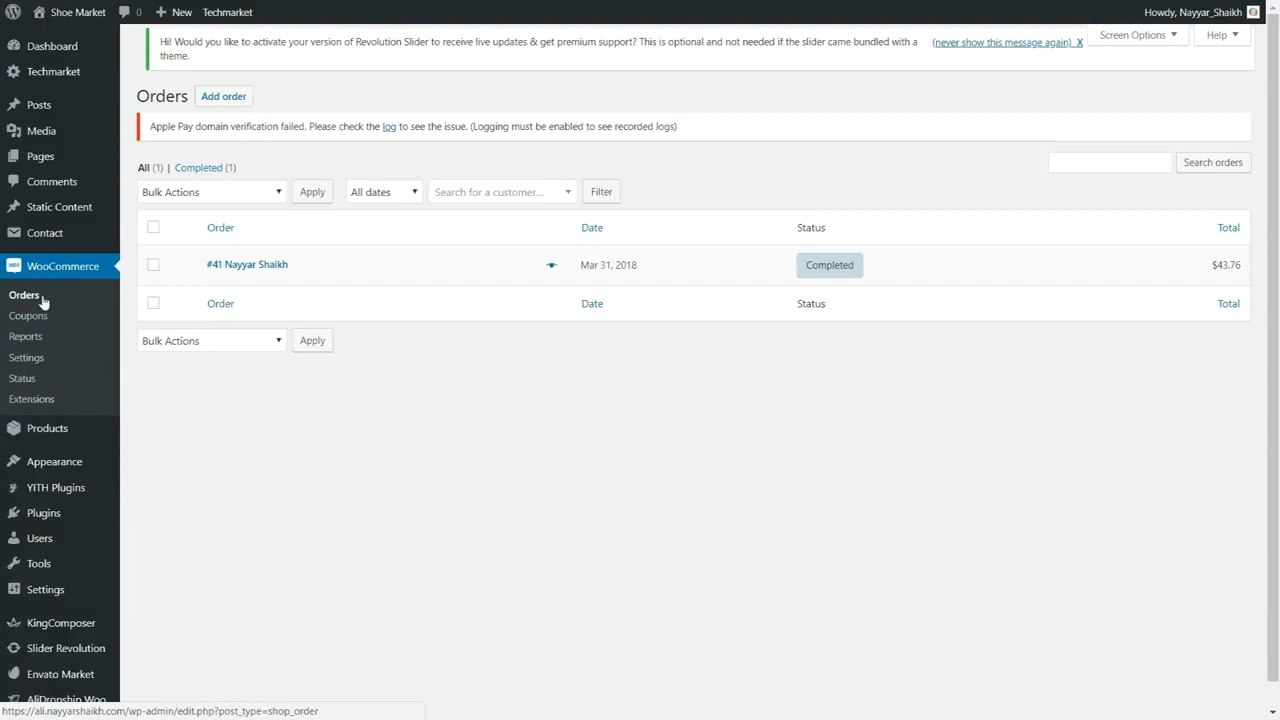 Shoe Market 0 New Techmarket Howdy, Nayyar_Shaikh
Dashboard
Techmarket
Posts
Media
Pages
Comments
Static Content
Contact
WooCommerce
Orders
Coupons
Reports
Settings
Status
Extensions
Products
Appearance
YITH Plugins
Plugins
Users
Tools
Settings
KingComposer
Slider Revolution
Envato Market
AliDropship Woo
Hi! Would you like to activate your version of Revolution Slider to receive live updates & get premium support? This is optional and not needed if the slider came bundled with a
theme.
(never show this message again) X
Screen Options Help
Orders Add order
Apple Pay domain verification failed. Please check the log to see the issue. (Logging must be enabled to see recorded logs)
All (1) | Completed (1)
Search orders
Bulk Actions Apply All dates Search for a customer... Filter
Order Date Status Total
#41 Nayyar Shaikh Mar 31, 2018 Completed $43.76
Order Date Status Total
Bulk Actions Apply
https://ali.nayyarshaikh.com/wp-admin/edit.php?post_type=shop_order